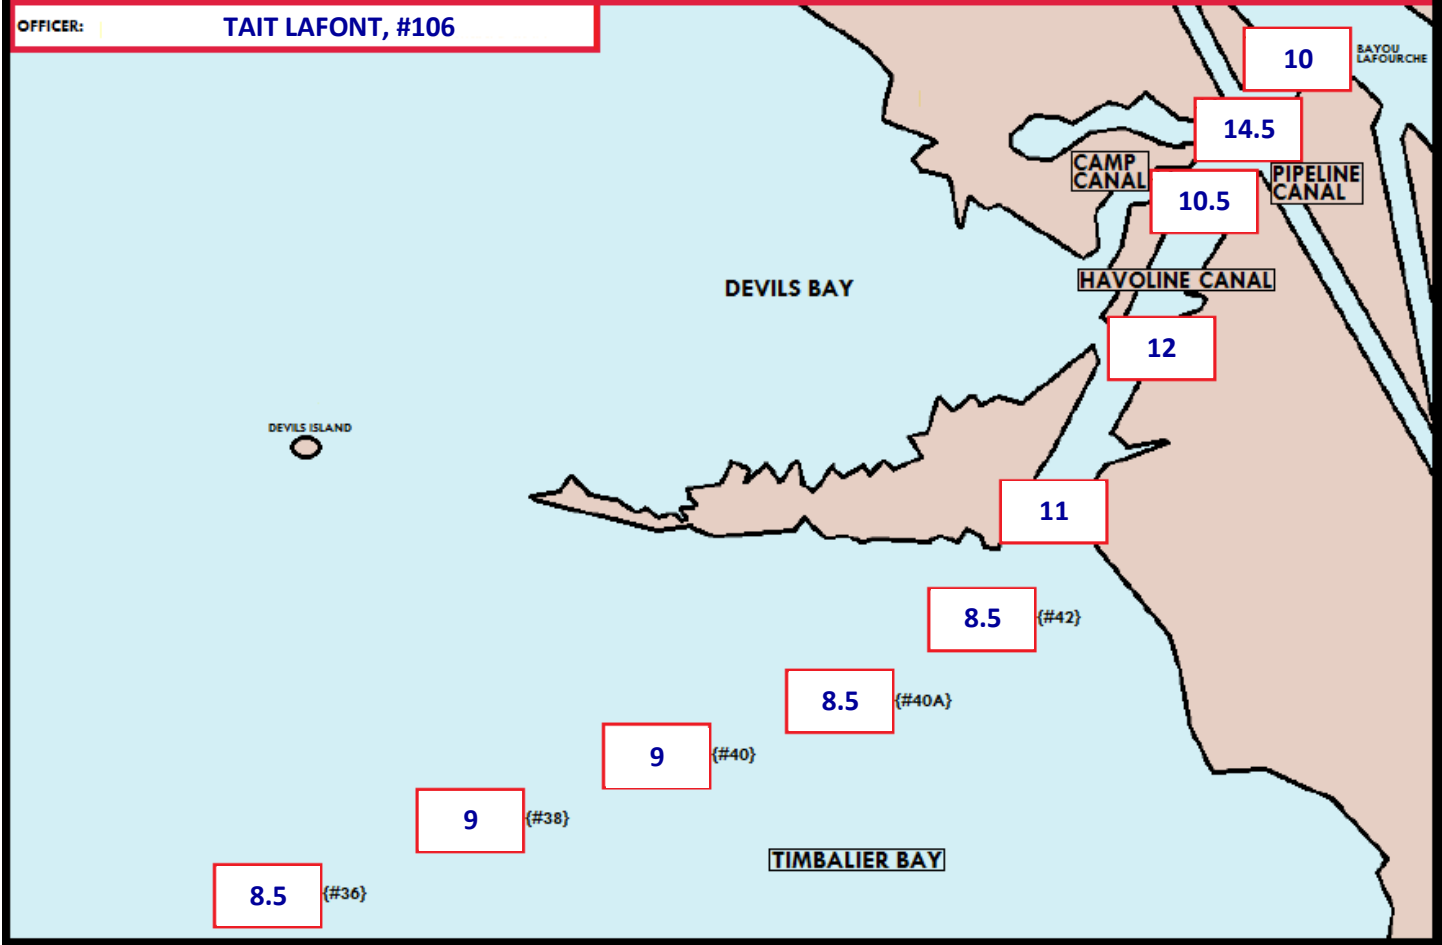 OFFICER: TAIT LAFONT, #106
10
BAYOU
LAFOURCHE
14.5
CAMP
CANAL
PIPELINE
CANAL
10.5
HAVOLINE CANAL
DEVILS BAY
12
DEVILS ISLAND
11
8.5 {#42}
8.5 {#40A}
9 {#40}
9 {#38}
TIMBALIER BAY
8.5 {#36}